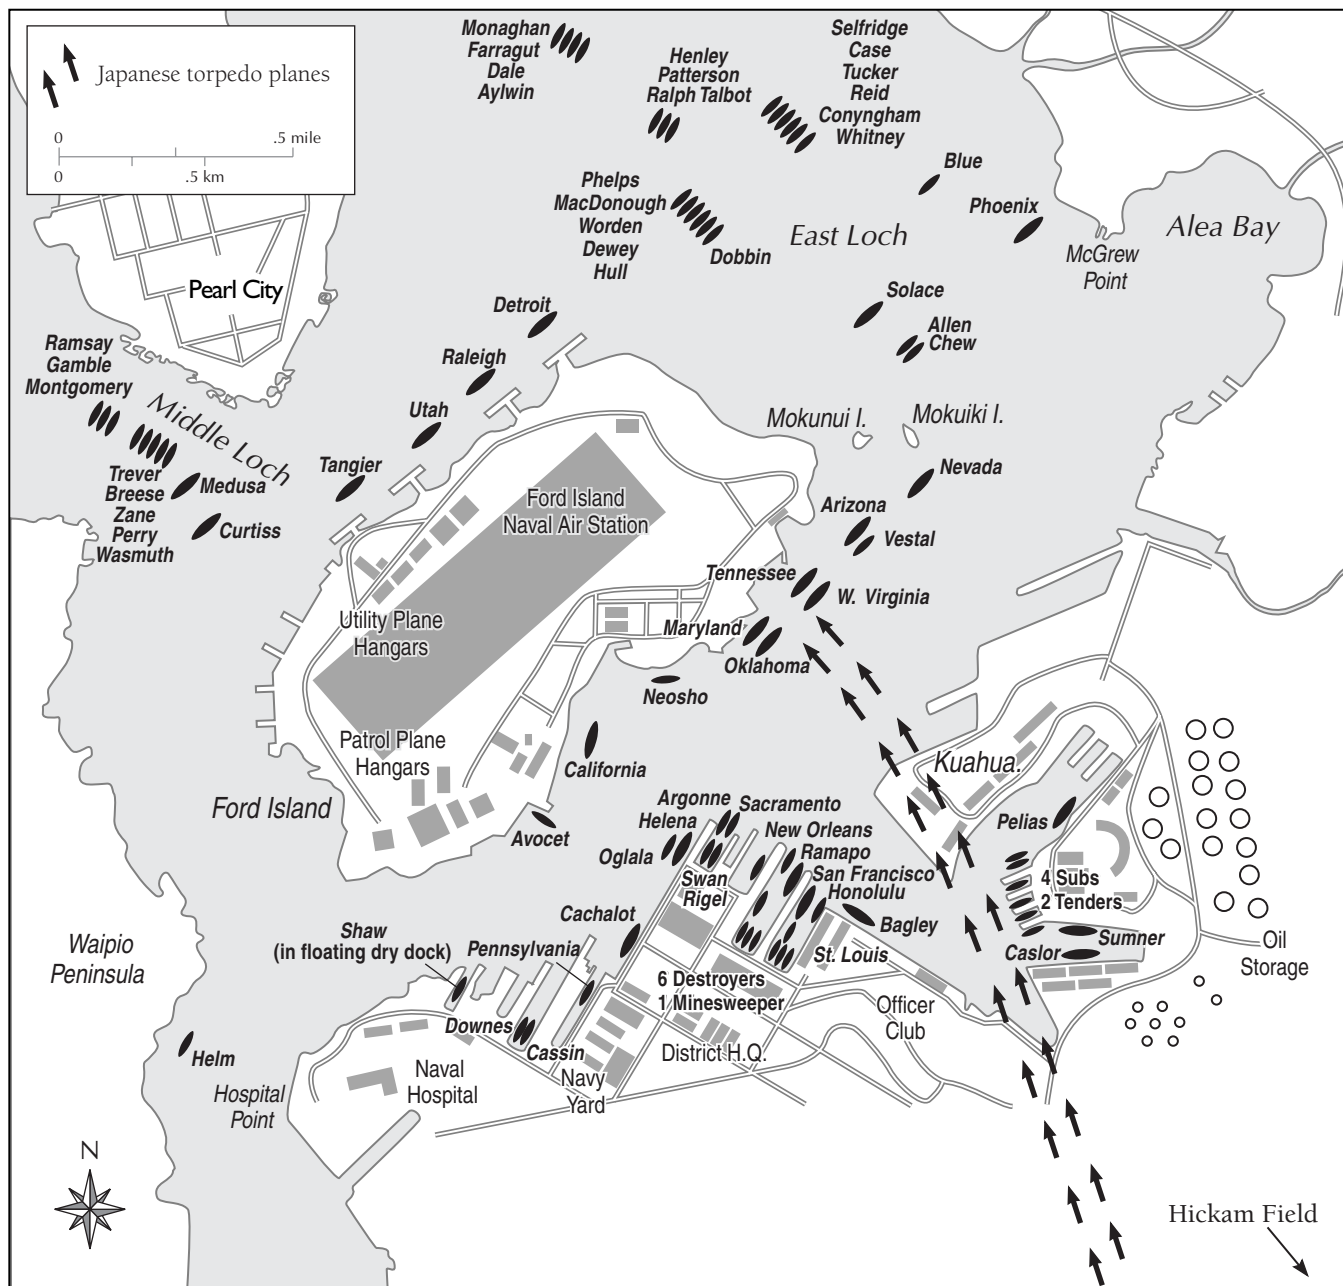 Japanese torpedo planes
0
.5 mile
0
.5 km
Monaghan
Farragut
Dale
Aylwin
Henley
Patterson
Ralph Talbot
Selfridge
Case
Tucker
Reid
Conyngham
Whitney
Blue
Phoenix
Alea Bay
McGrew
Point
East Loch
Phelps
MacDonough
Worden
Dewey
Hull
Dobbin
Pearl City
Detroit
Solace
Allen
Chew
Ramsay
Gamble
Montgomery
Raleigh
Middle Loch
Utah
Mokunui I.
Mokuiki I.
Tangier
Nevada
Trever
Breese
Zane
Perry
Wasmuth
Medusa
Curtiss
Ford Island
Naval Air Station
Arizona
Vestal
Tennessee
W. Virginia
Utility Plane
Hangars
Maryland
Oklahoma
Neosho
Patrol Plane
Hangars
California
Kuahua.
Ford Island
Avocet
Argonne
Sacramento
Helena
Oglala
New Orleans
Ramapo
San Francisco
Honolulu
Pelias
Swan
Rigel
4 Subs
2 Tenders
Cachalot
Bagley
Sumner
Caslor
Oil
Storage
Waipio
Peninsula
Shaw
(in floating dry dock)
Pennsylvania
St. Louis
6 Destroyers
1 Minesweeper
Officer
Club
Downes
Cassin
District H.Q.
Helm
Naval
Hospital
Navy
Yard
Hospital
Point
N
Hickam Field